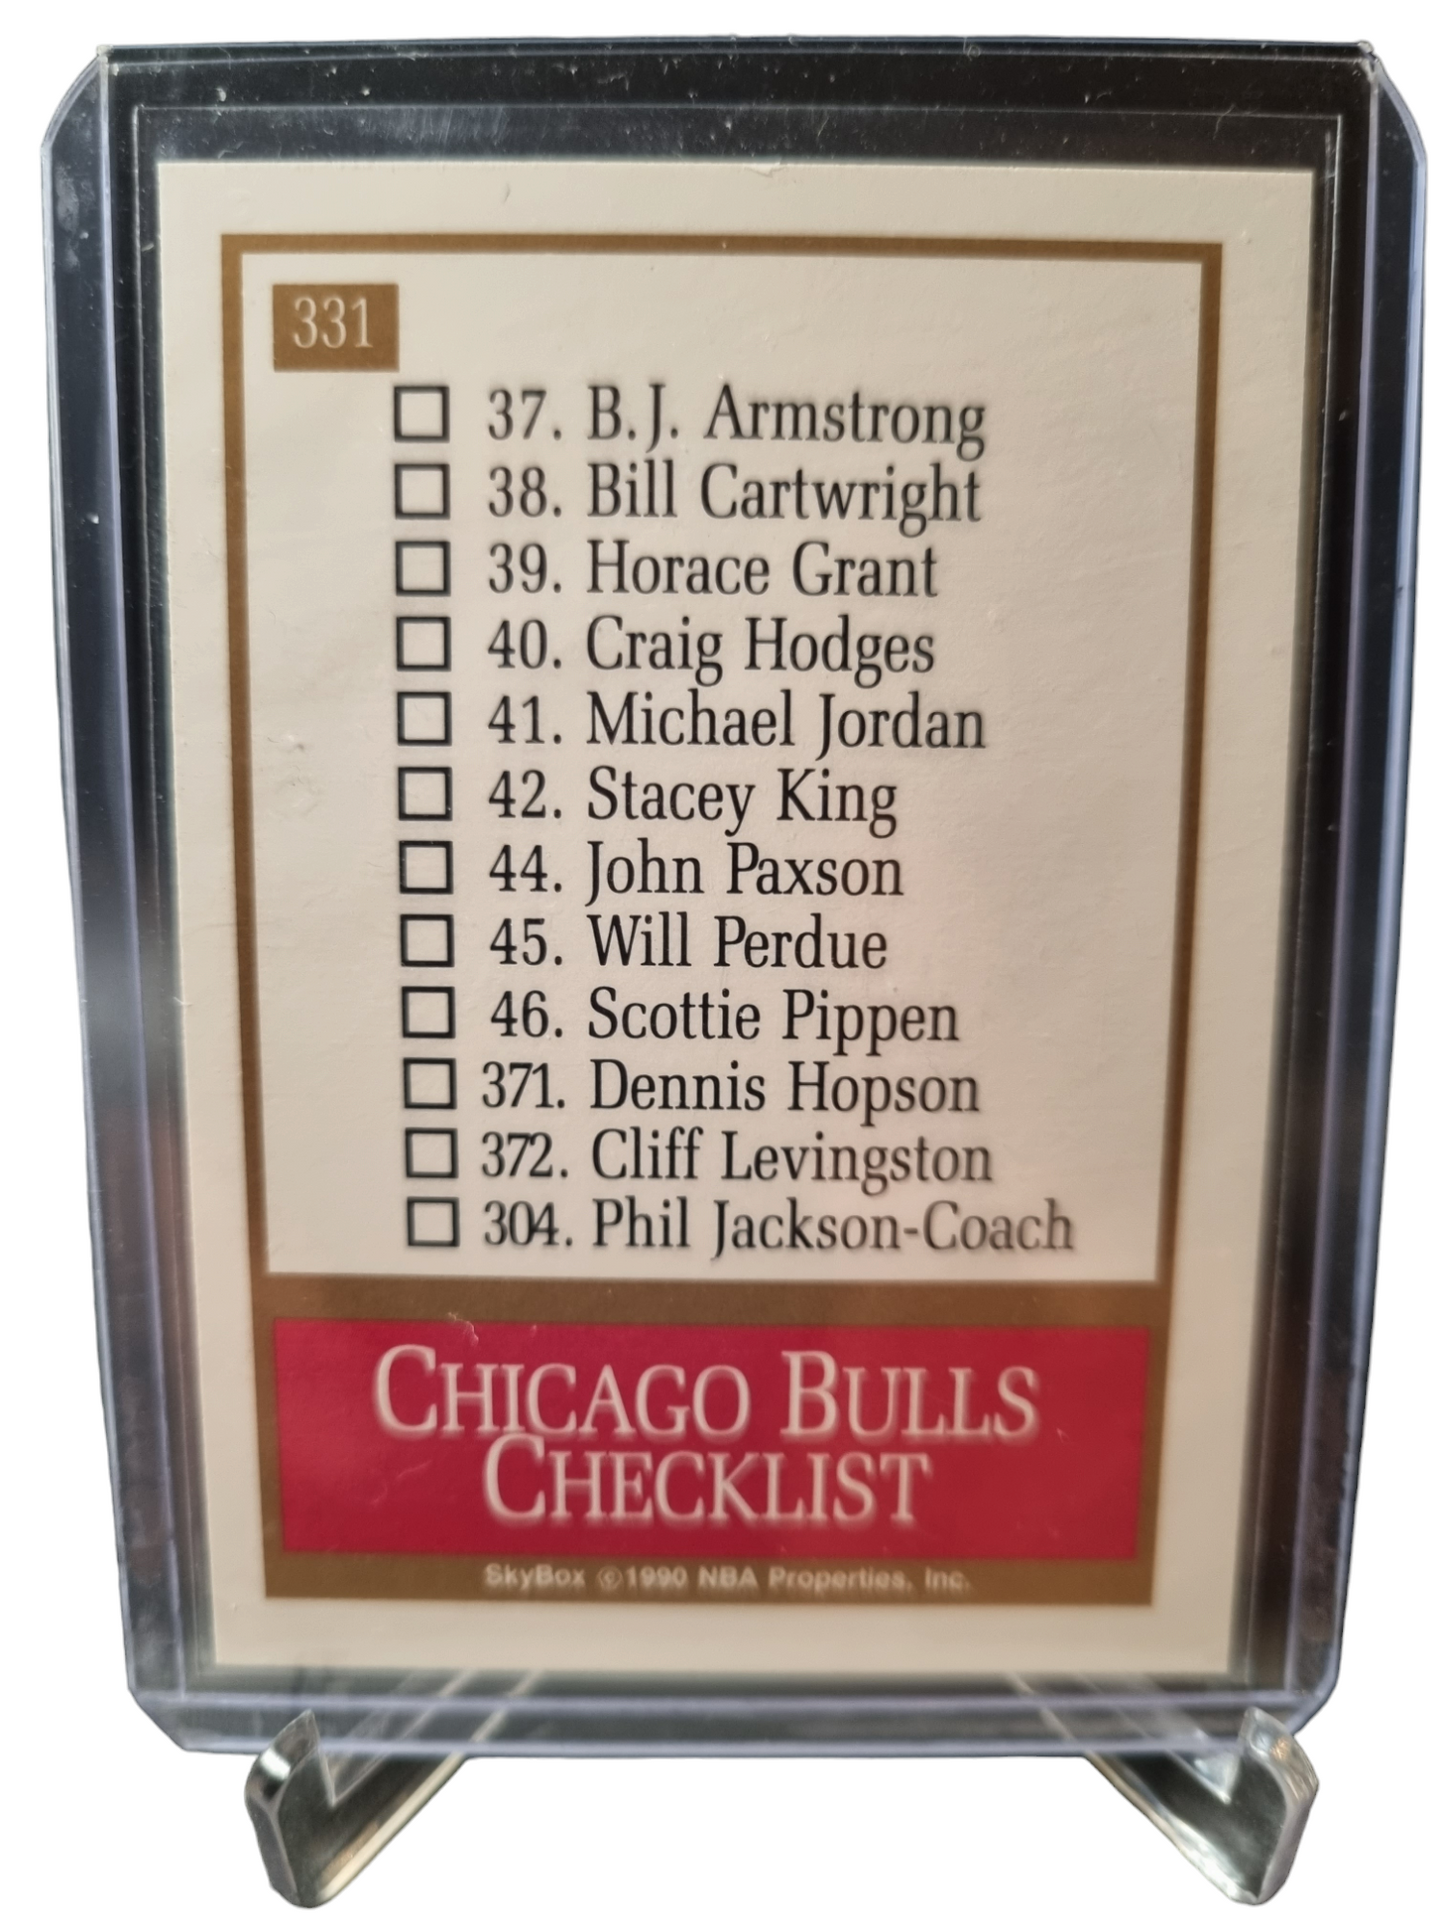 331
37. B.J. Armstrong
38. Bill Cartwright
39. Horace Grant
40. Craig Hodges
41. Michael Jordan
42. Stacey King
44. John Paxson
45. Will Perdue
46. Scottie Pippen
371. Dennis Hopson
372. Cliff Levingston
304. Phil Jackson-Coach
CHICAGO BULLS
CHECKLIST
SkyBox ©1990 NBA Properties, Inc.